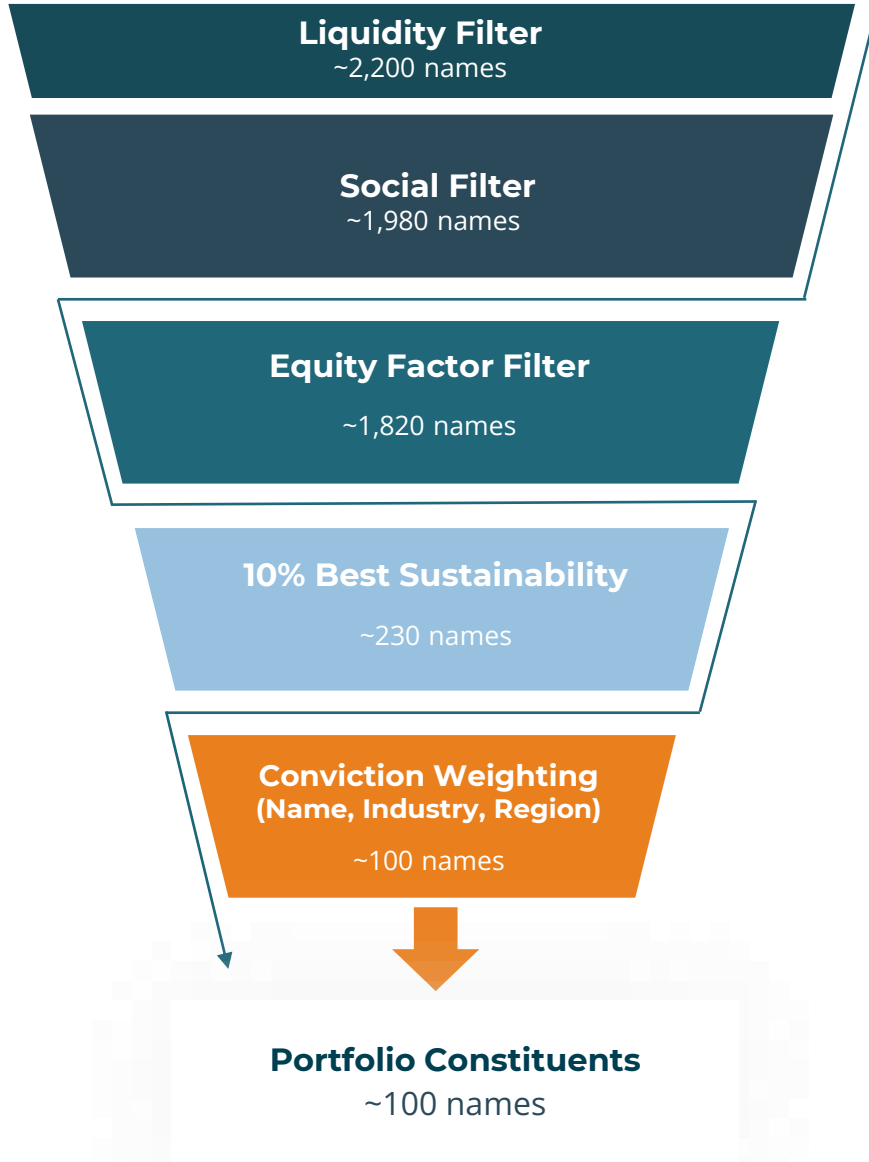 Liquidity Filter
~2,200 names
Social Filter
~1,980 names
Equity Factor Filter
~1,820 names
10% Best Sustainability
~230 names
Conviction Weighting
(Name, Industry, Region)
~100 names
Portfolio Constituents
~100 names